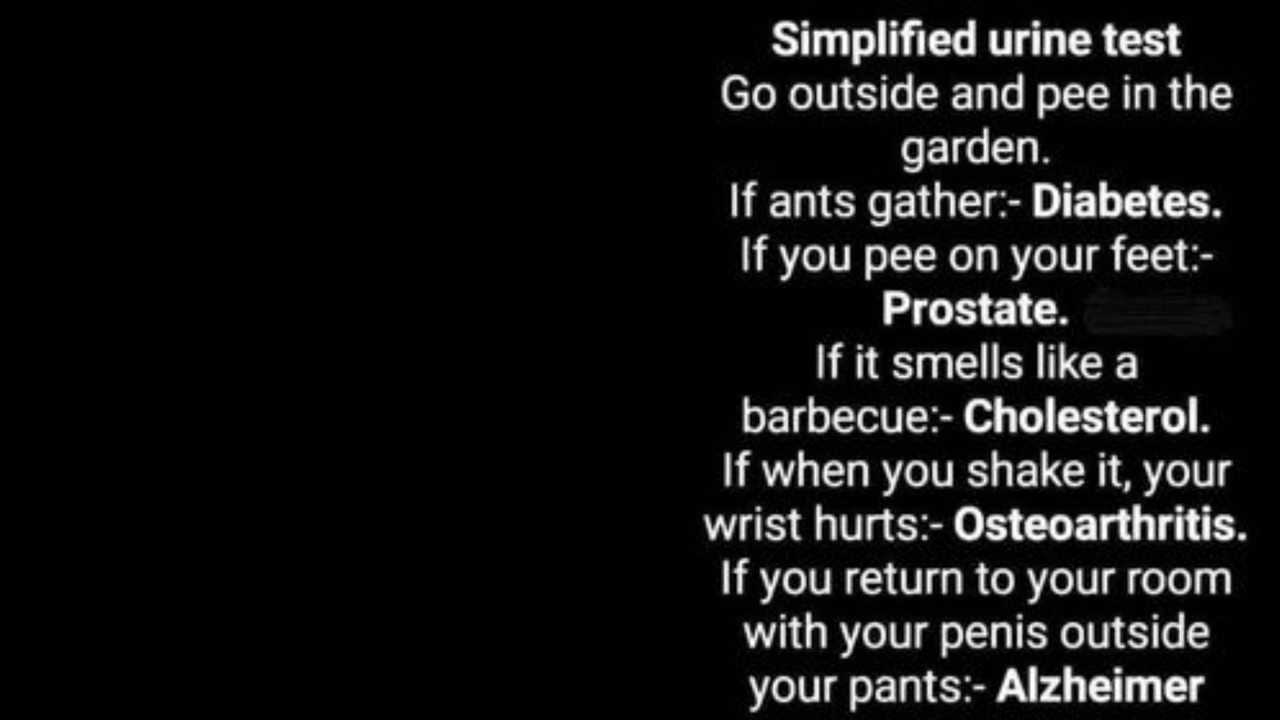 Simplified urine test
Go outside and pee in the
garden.
If ants gather:- Diabetes.
If you pee on your feet:-
Prostate.
If it smells like a
barbecue:- Cholesterol.
If when you shake it, your
wrist hurts:- Osteoarthritis.
If you return to your room
with your penis outside
your pants:- Alzheimer